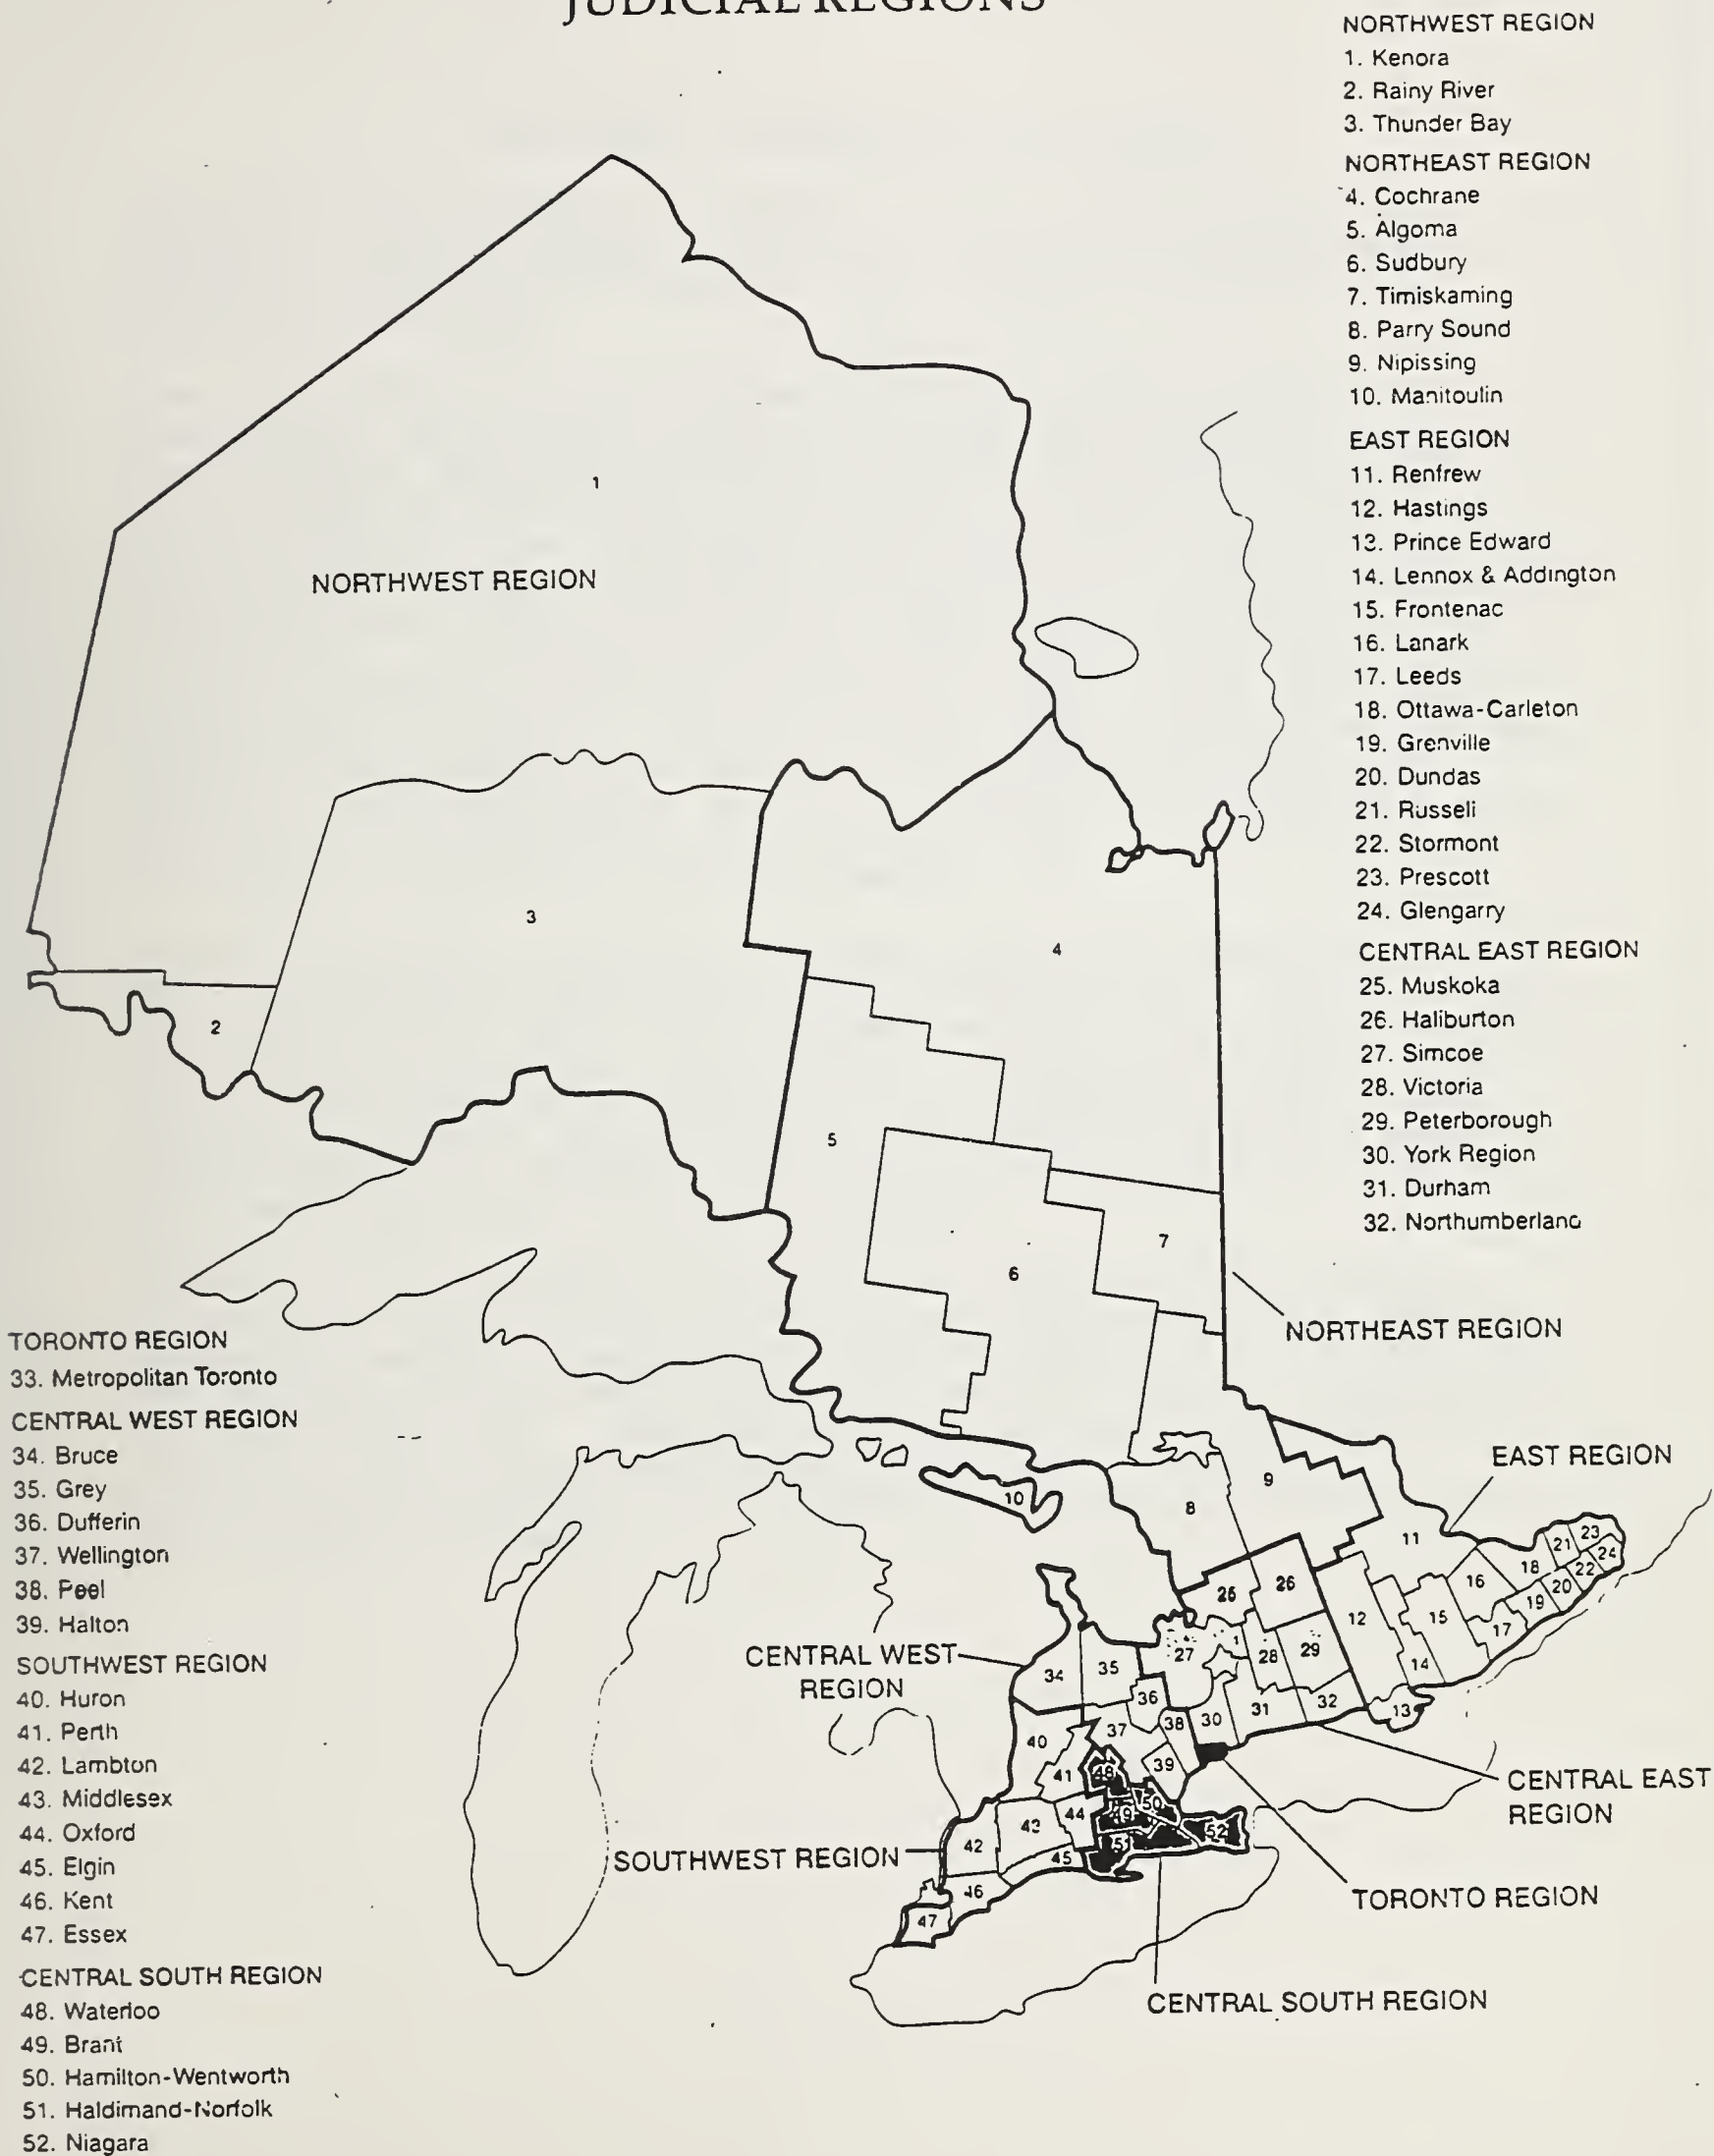 JUDICIAL REGIONS
NORTHWEST REGION
1. Kenora
2. Rainy River
3. Thunder Bay
NORTHEAST REGION
4. Cochrane
5. Algoma
6. Sudbury
7. Timiskaming
8. Parry Sound
9. Nipissing
10. Manitoulin
EAST REGION
11. Renfrew
12. Hastings
13. Prince Edward
14. Lennox & Addington
15. Frontenac
16. Lanark
17. Leeds
18. Ottawa-Carleton
19. Grenville
20. Dundas
21. Russell
22. Stormont
23. Prescott
24. Glengarry
CENTRAL EAST REGION
25. Muskoka
26. Haliburton
27. Simcoe
28. Victoria
29. Peterborough
30. York Region
31. Durham
32. Northumberland
TORONTO REGION
33. Metropolitan Toronto
CENTRAL WEST REGION
34. Bruce
35. Grey
36. Dufferin
37. Wellington
38. Peel
39. Halton
SOUTHWEST REGION
40. Huron
41. Perth
42. Lambton
43. Middlesex
44. Oxford
45. Elgin
46. Kent
47. Essex
CENTRAL SOUTH REGION
48. Waterloo
49. Brant
50. Hamilton-Wentworth
51. Haldimand-Norfolk
52. Niagara
1
NORTHWEST REGION
3
4
2
5
7
6
NORTHEAST REGION
EAST REGION
9
10
8
11
23
21
24
18
22
16
20
25
26
19
12
15
17
CENTRAL WEST
REGION
27
1
28
29
14
34
35
36
32
31
13
30
38
37
40
39
41
48
CENTRAL EAST
REGION
50
49
44
43
52
51
42
45
SOUTHWEST REGION
46
47
TORONTO REGION
CENTRAL SOUTH REGION